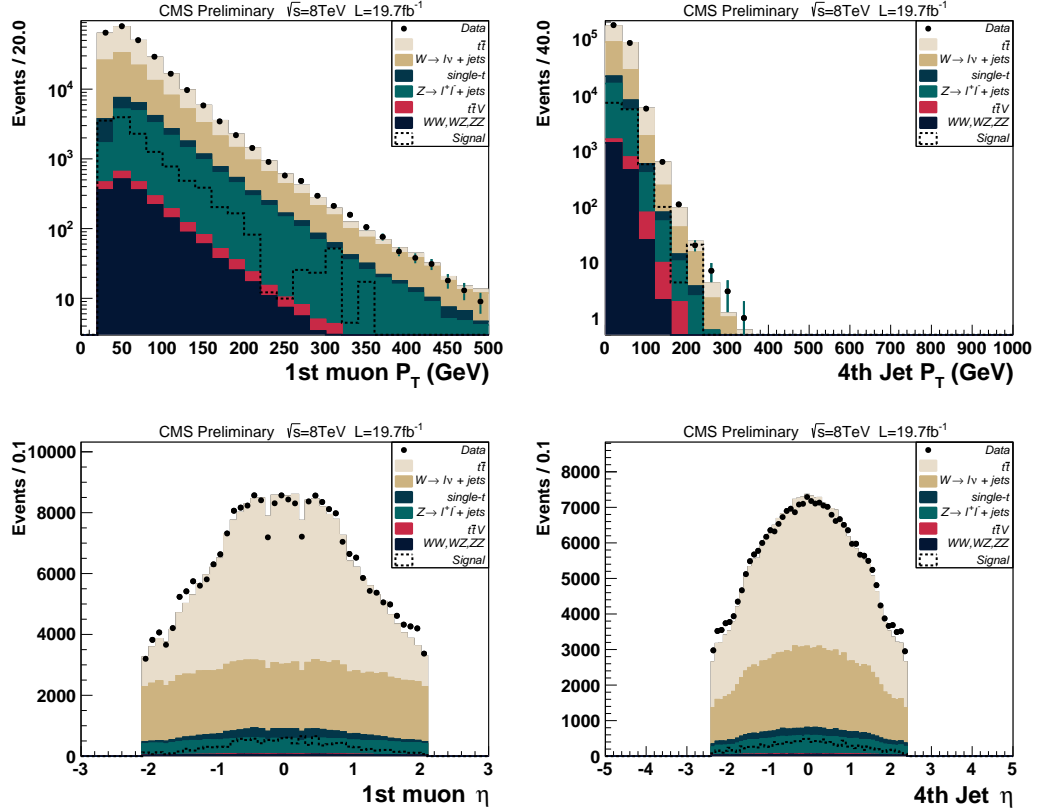 CMS Preliminary √s=8TeV L=19.7fb⁻¹
Events / 20.0
10⁴
10³
10²
10
Data
tt̄
W→ lν + jets
single-t
Z→ l⁺l⁻ + jets
tt̄V
WW,WZ,ZZ
Signal
0 50 100 150 200 250 300 350 400 450 500
1st muon P_T (GeV)
CMS Preliminary √s=8TeV L=19.7fb⁻¹
Events / 40.0
10⁵
10⁴
10³
10²
10
1
Data
tt̄
W→ lν + jets
single-t
Z→ l⁺l⁻ + jets
tt̄V
WW,WZ,ZZ
Signal
0 100 200 300 400 500 600 700 800 900 1000
4th Jet P_T (GeV)
CMS Preliminary √s=8TeV L=19.7fb⁻¹
Events / 0.1
10000
8000
6000
4000
2000
0
Data
tt̄
W→ lν + jets
single-t
Z→ l⁺l⁻ + jets
tt̄V
WW,WZ,ZZ
Signal
-3 -2 -1 0 1 2 3
1st muon η
CMS Preliminary √s=8TeV L=19.7fb⁻¹
Events / 0.1
8000
7000
6000
5000
4000
3000
2000
1000
0
Data
tt̄
W→ lν + jets
single-t
Z→ l⁺l⁻ + jets
tt̄V
WW,WZ,ZZ
Signal
-5 -4 -3 -2 -1 0 1 2 3 4 5
4th Jet η